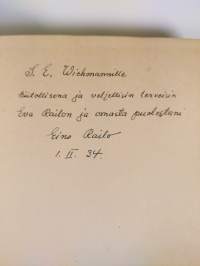 I. E. Wichmannille
kiitollisena ja veljellisin terveisin
Eva Railon ja omasta puolestani
Eino Railo
1. II. 34.